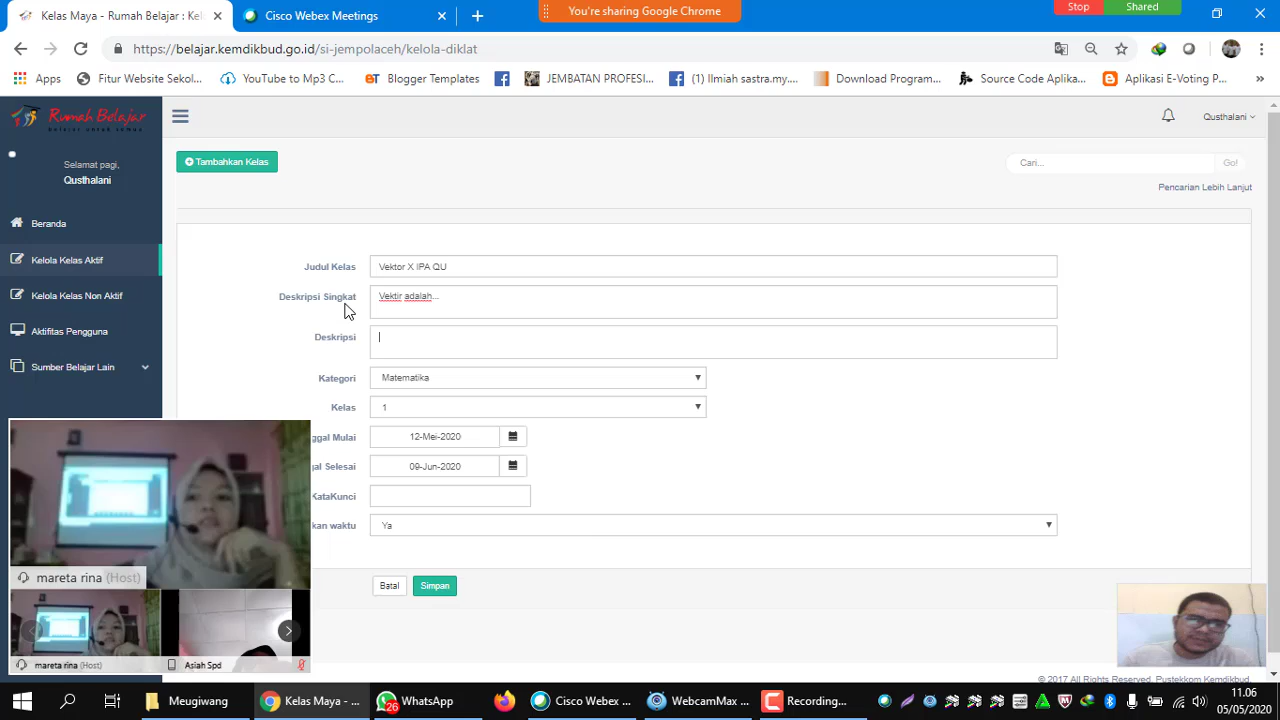 Kelas Maya - Rumah Belajar : Kel
Cisco Webex Meetings
You're sharing Google Chrome
Stop
Shared
https://belajar.kemdikbud.go.id/si-jempolaceh/kelola-diklat
Apps
Fitur Website Sekol...
YouTube to Mp3 C...
Blogger Templates
JEMBATAN PROFESI...
(1) Ilmiah sastra.my....
Download Program...
Source Code Aplika...
Aplikasi E-Voting P...
Rumah Belajar
belajar untuk semua
Qusthalani
Selamat pagi,
Qusthalani
Tambahkan Kelas
Cari...
Go!
Pencarian Lebih Lanjut
Beranda
Kelola Kelas Aktif
Kelola Kelas Non Aktif
Aktifitas Pengguna
Sumber Belajar Lain
Judul Kelas
Vektor X IPA QU
Deskripsi Singkat
Vektir adalah...
Deskripsi
Kategori
Matematika
Kelas
1
ggal Mulai
12-Mei-2020
al Selesai
09-Jun-2020
KataKunci
kan waktu
Ya
Batal
Simpan
mareta rina (Host)
mareta rina (Host)
Asiah Spd
© 2017 All Rights Reserved. Pustekkom Kemdikbud.
Meugiwang
Kelas Maya - ...
26
WhatsApp
Cisco Webex ...
WebcamMax ...
Recording...
11.06
05/05/2020